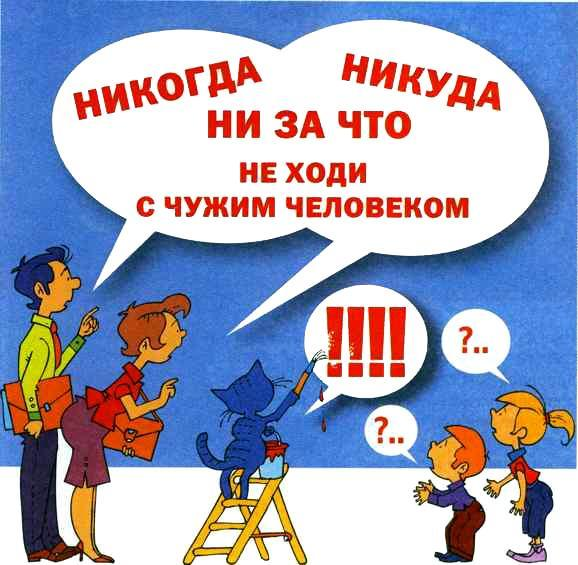 НИКОГДА НИКУДА
НИ ЗА ЧТО
НЕ ХОДИ
С ЧУЖИМ ЧЕЛОВЕКОМ
!!!!
?..
?..